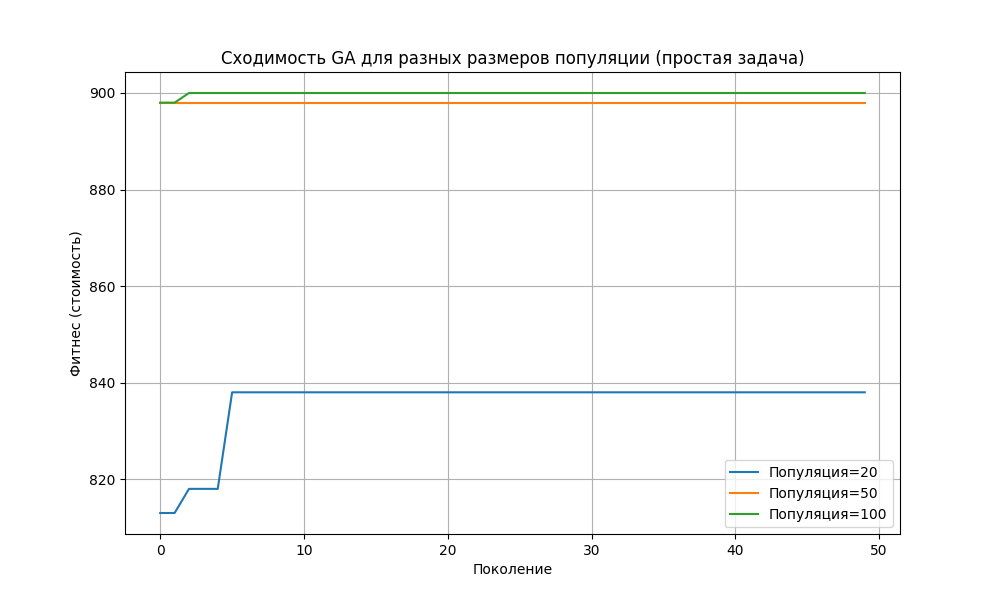 Сходимость GA для разных размеров популяции (простая задача)
900
880
860
840
820
Фитнес (стоимость)
0 10 20 30 40 50
Поколение
Популяция=20
Популяция=50
Популяция=100